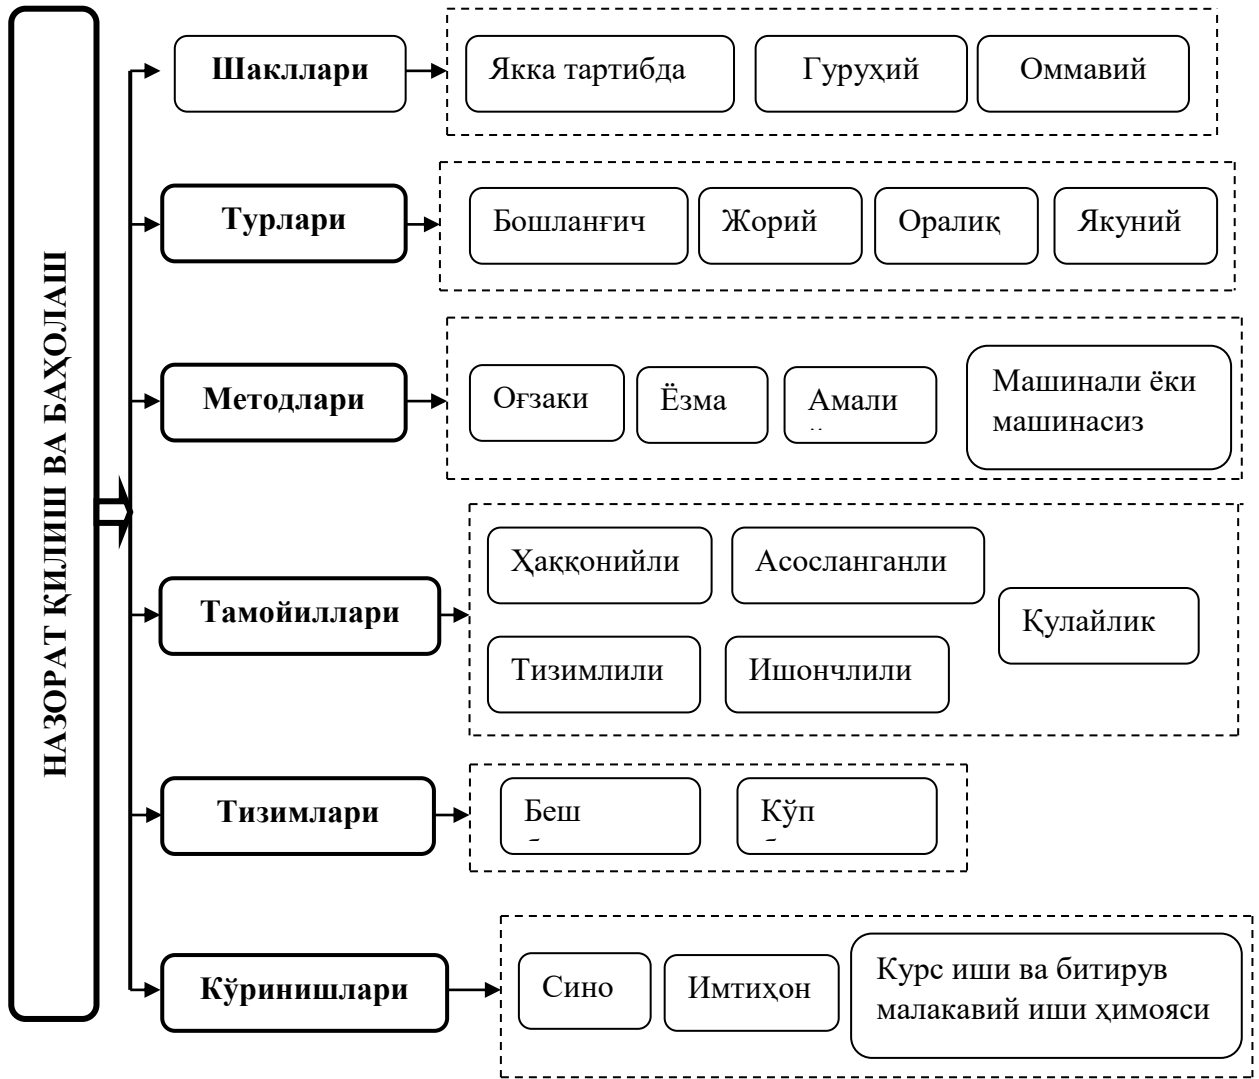 НАЗОРАТ ҚИЛИШ ВА БАҲОЛАШ
Шакллари
Якка тартибда
Гуруҳий
Оммавий
Турлари
Бошланғич
Жорий
Оралиқ
Якуний
Методлари
Оғзаки
Ёзма
Амали
Машинали ёки
машинасиз
Тамойиллари
Ҳаққонийли
Асосланганли
Қулайлик
Тизимлили
Ишончлили
Тизимлари
Беш
Кўп
Кўринишлари
Сино
Имтиҳон
Курс иши ва битирув
малакавий иши ҳимояси